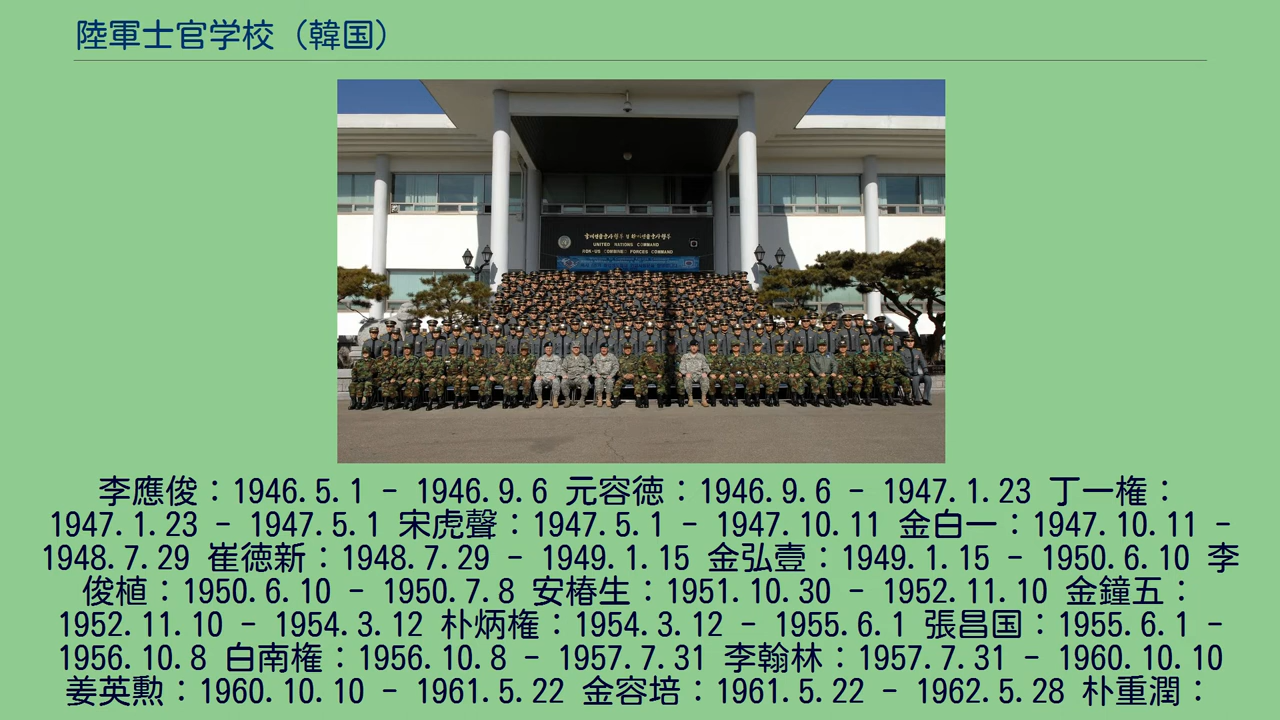 陸軍士官学校（韓国）
UNITED NATIONS COMMAND
ROK-US COMBINED FORCES COMMAND
李應俊：1946.5.1 - 1946.9.6 元容徳：1946.9.6 - 1947.1.23 丁一権：
1947.1.23 - 1947.5.1 宋虎聲：1947.5.1 - 1947.10.11 金白一：1947.10.11 -
1948.7.29 崔徳新：1948.7.29 - 1949.1.15 金弘壹：1949.1.15 - 1950.6.10 李
俊植：1950.6.10 - 1950.7.8 安椿生：1951.10.30 - 1952.11.10 金鐘五：
1952.11.10 - 1954.3.12 朴炳権：1954.3.12 - 1955.6.1 張昌国：1955.6.1 -
1956.10.8 白南権：1956.10.8 - 1957.7.31 李翰林：1957.7.31 - 1960.10.10
姜英勲：1960.10.10 - 1961.5.22 金容培：1961.5.22 - 1962.5.28 朴重潤：